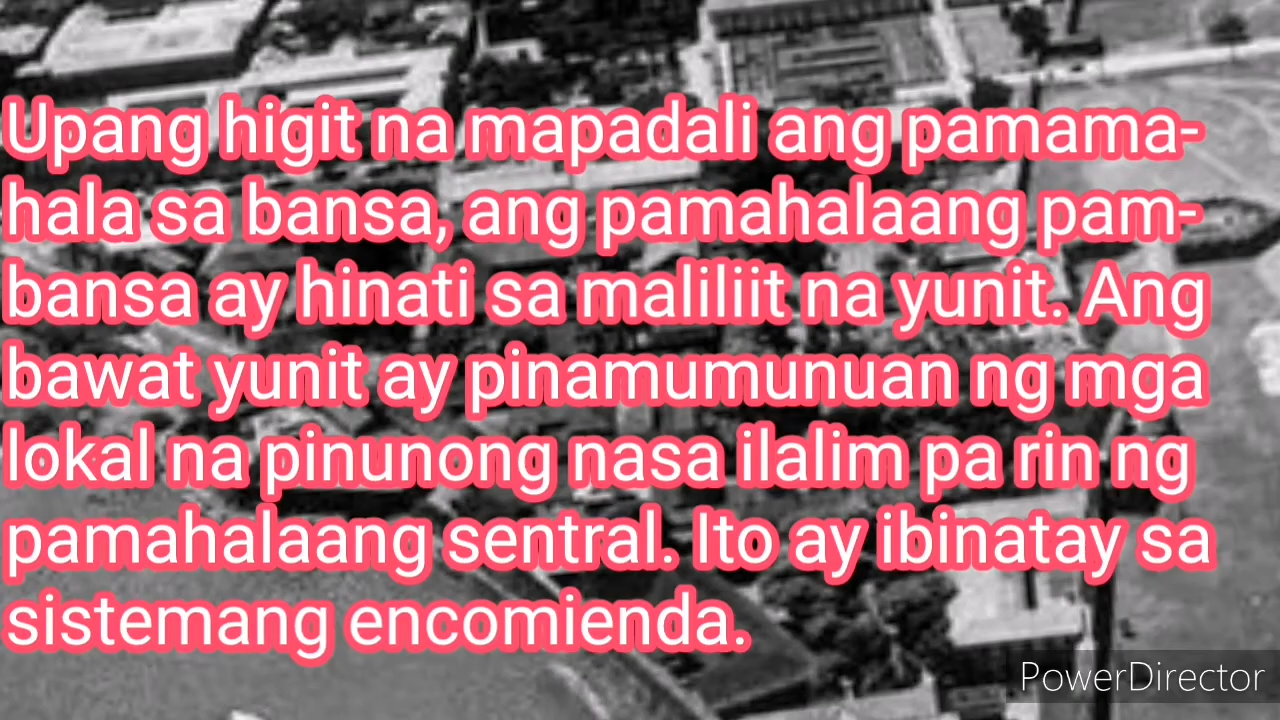 Upang higit na mapadali ang pamama-
hala sa bansa, ang pamahalaang pam-
bansa ay hinati sa maliliit na yunit. Ang
bawat yunit ay pinamumunuan ng mga
lokal na pinunong nasa ilalim pa rin ng
pamahalaang sentral. Ito ay ibinatay sa
sistemang encomienda.
PowerDirector